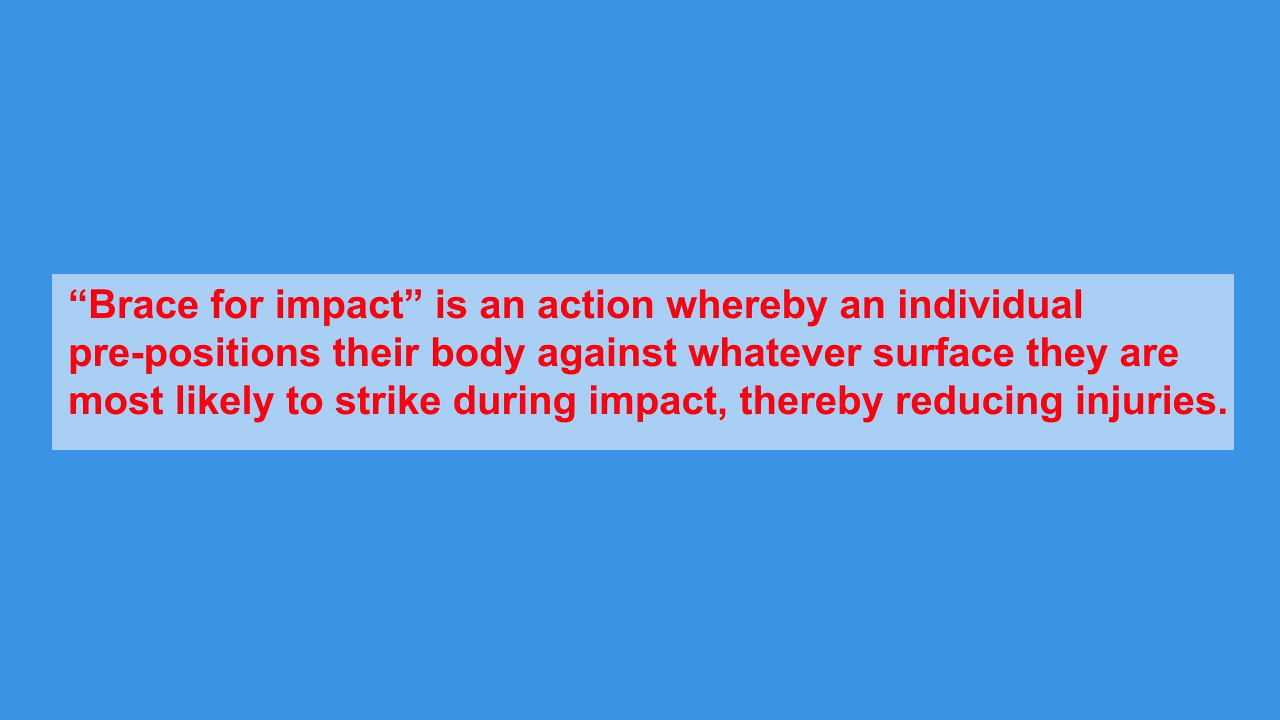 “Brace for impact” is an action whereby an individual
pre-positions their body against whatever surface they are
most likely to strike during impact, thereby reducing injuries.